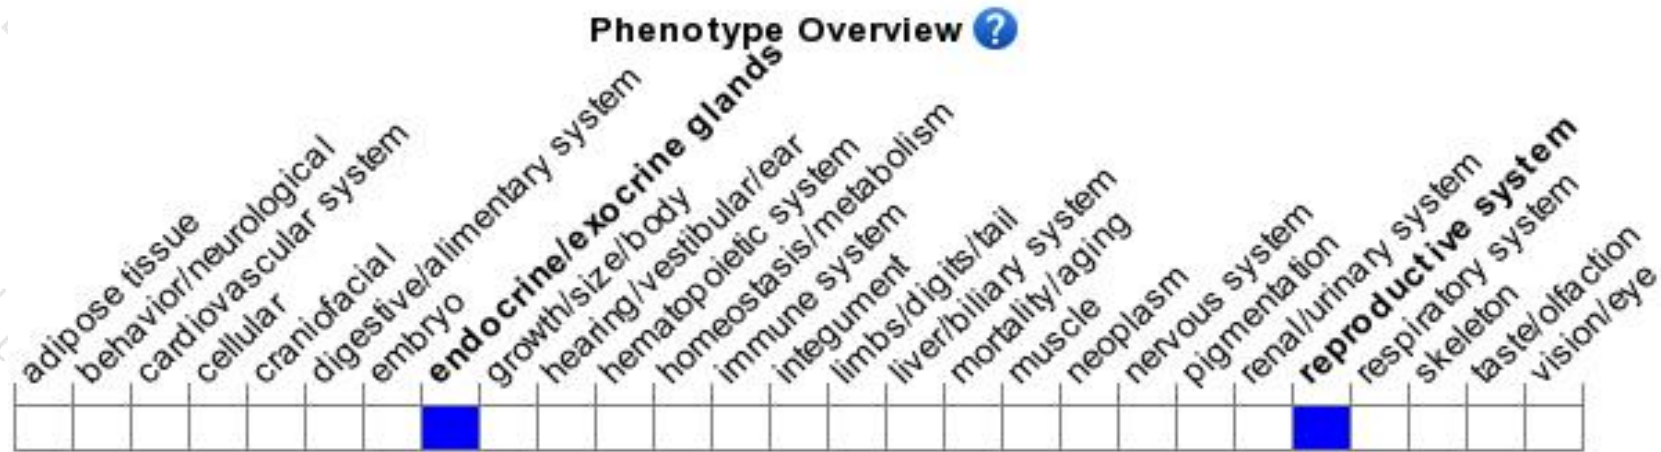 Phenotype Overview ?
adipose tissue
behavior/neurological
cardiovascular system
cellular
craniofacial
digestive/alimentary system
embryo
endocrine/exocrine glands
growth/size/body
hearing/vestibular/ear
hematopoietic system
homeostasis/metabolism
immune system
integument
limbs/digits/tail
liver/biliary system
mortality/aging
muscle
neoplasm
nervous system
pigmentation
renal/urinary system
reproductive system
respiratory system
skeleton
taste/olfaction
vision/eye